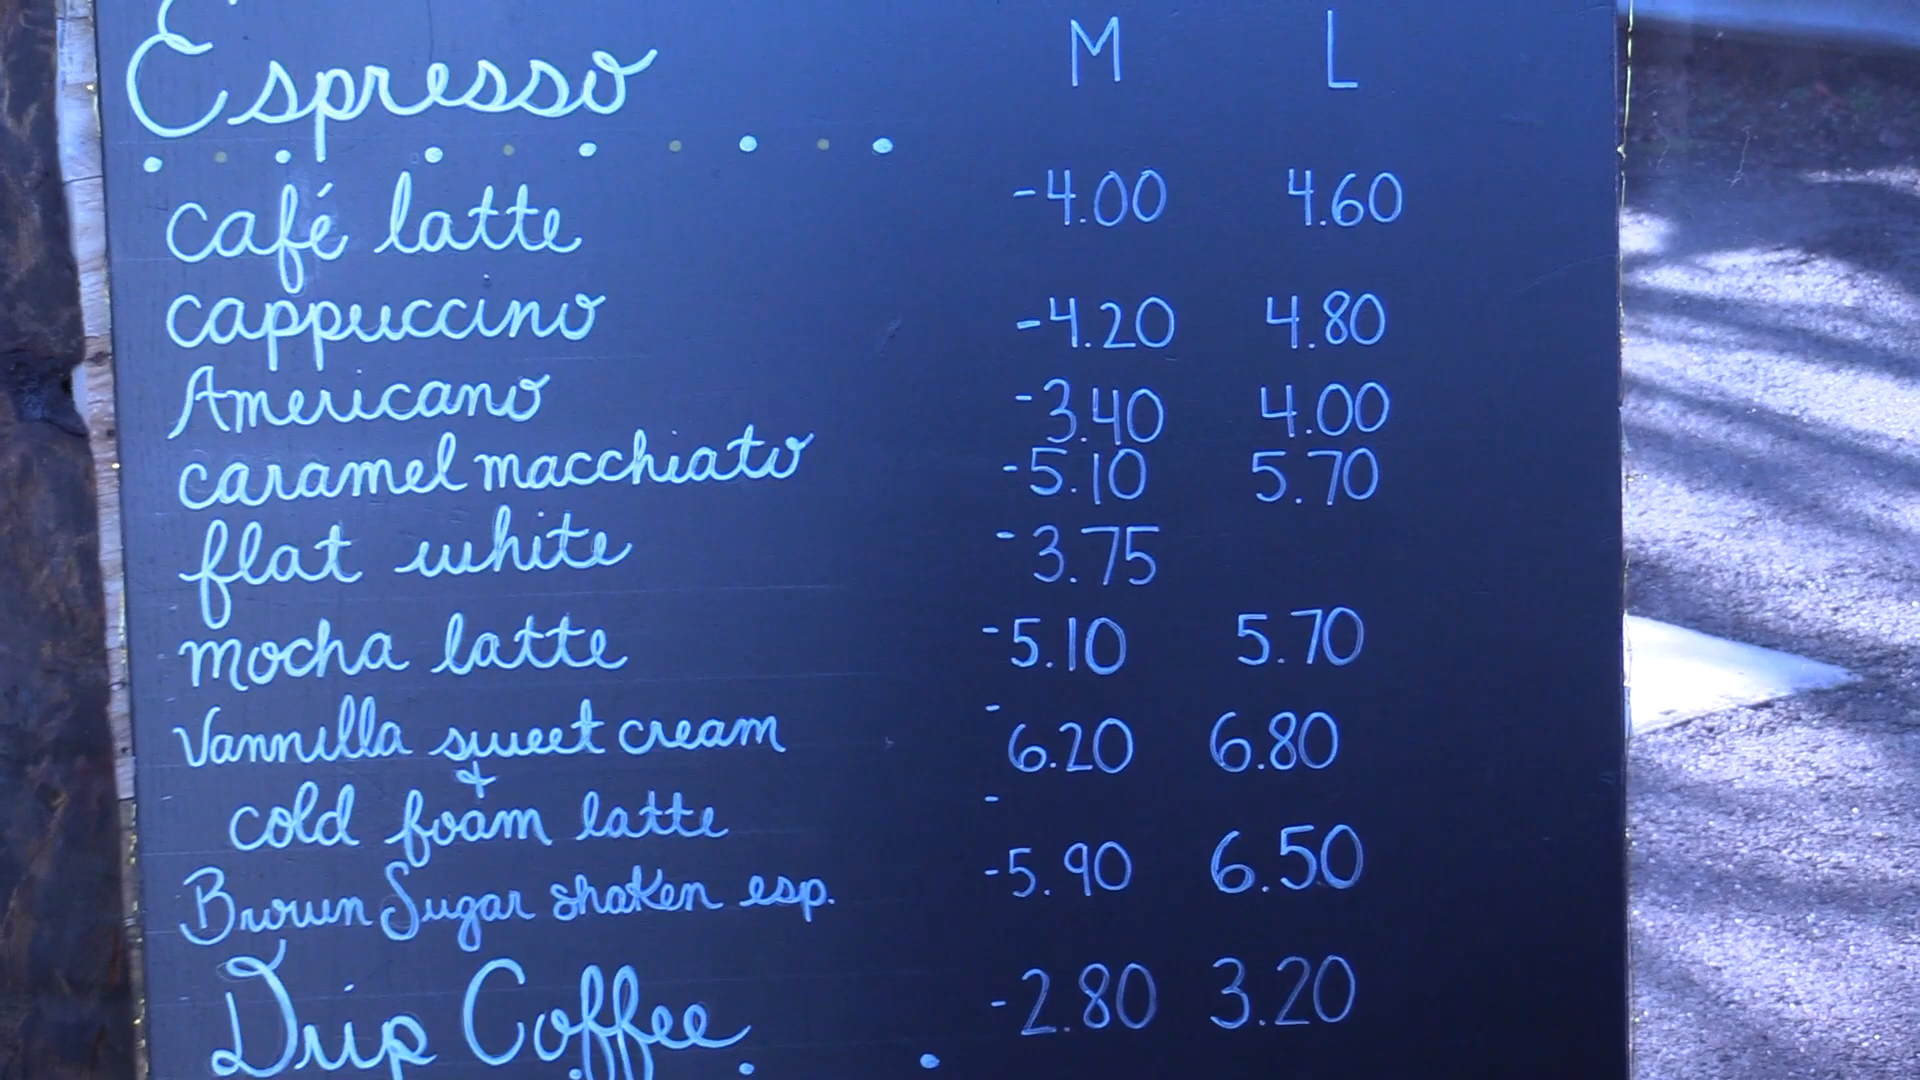 Espresso M L
café latte -4.00 4.60
cappuccino -4.20 4.80
Americano -3.40 4.00
caramel macchiato -5.10 5.70
flat white -3.75
mocha latte -5.10 5.70
Vannilla sweet cream - 6.20 6.80
+
cold foam latte -
Brown Sugar shaken esp. -5.90 6.50
Drip Coffee -2.80 3.20